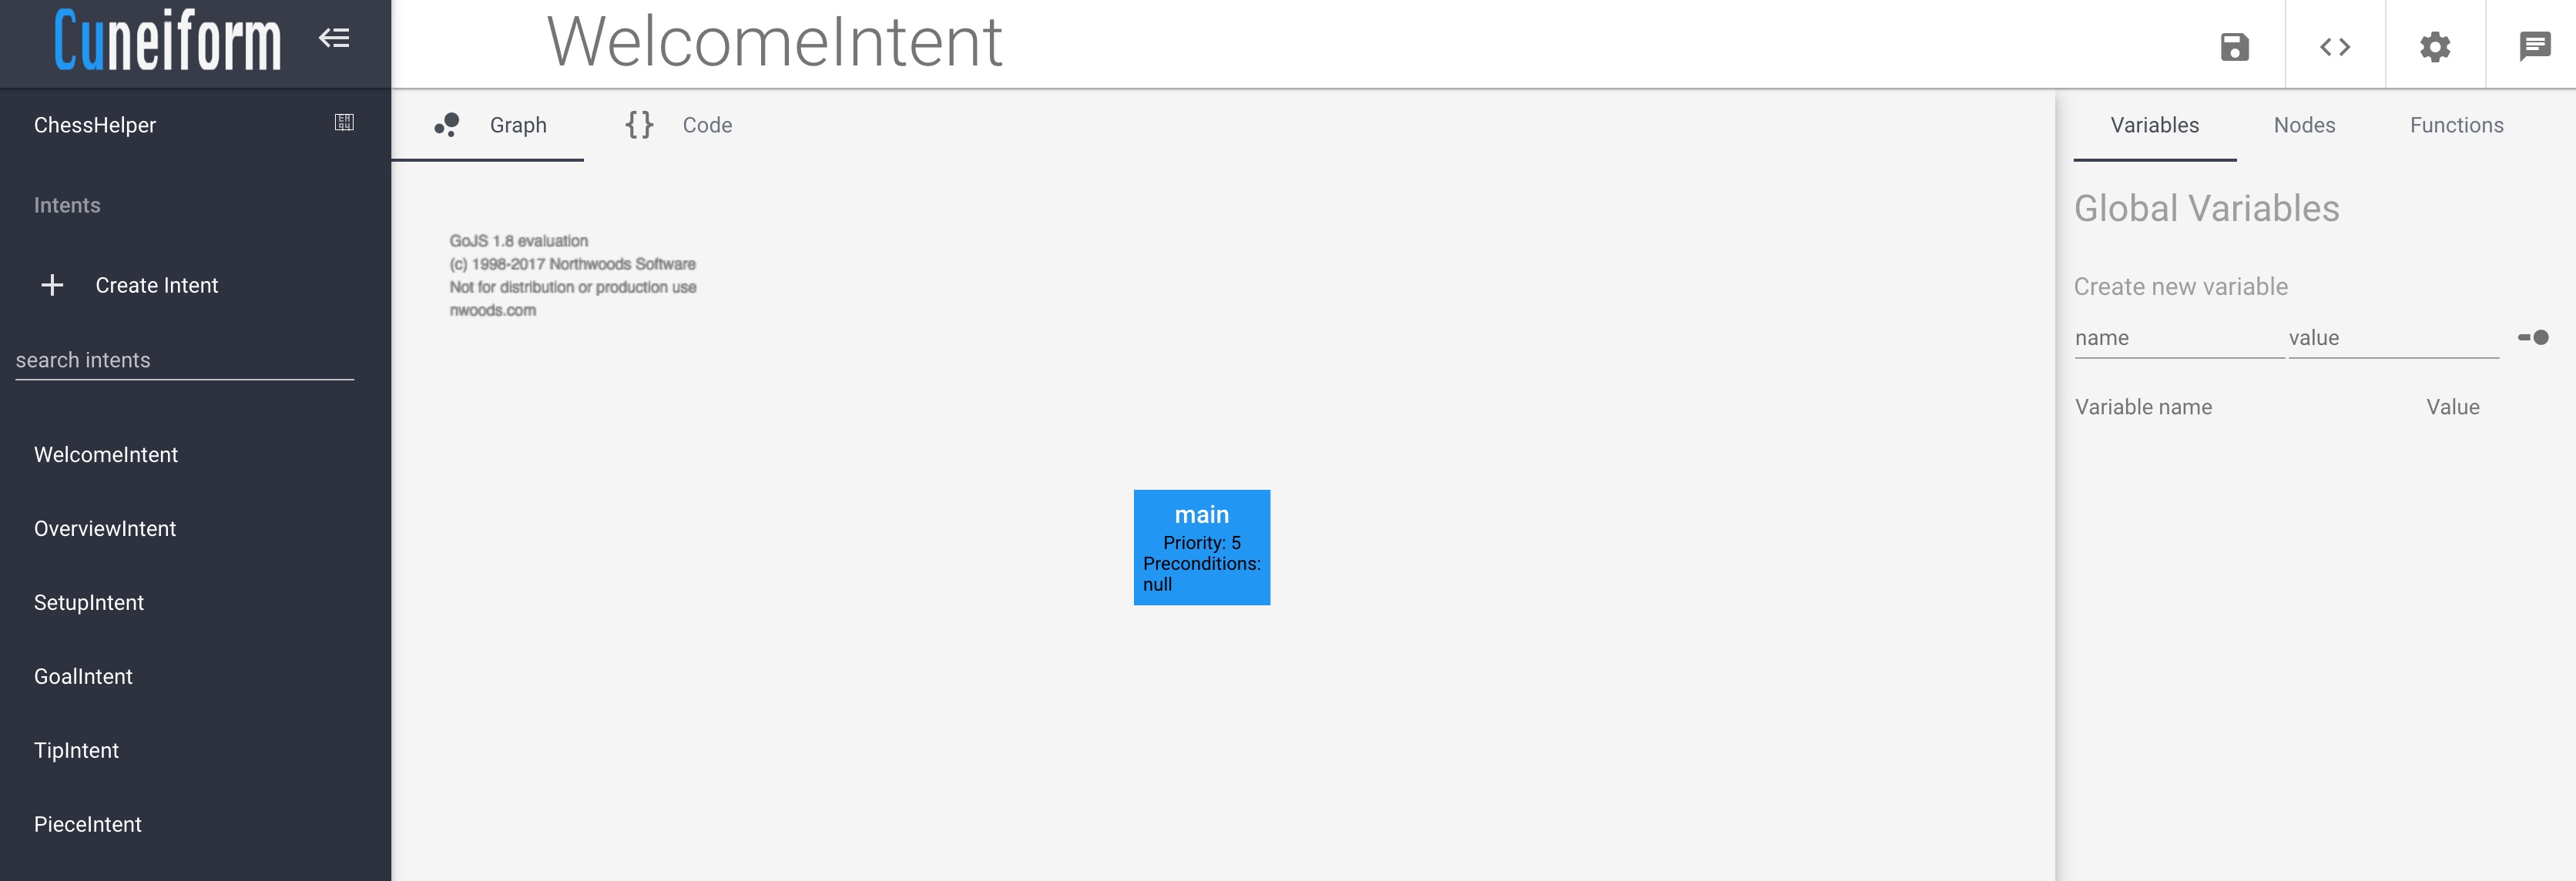 Cuneiform
WelcomeIntent
ChessHelper
Intents
Create Intent
search intents
WelcomeIntent
OverviewIntent
SetupIntent
GoalIntent
TipIntent
PieceIntent
Graph
{} Code
GoJS 1.8 evaluation
(c) 1998-2017 Northwoods Software
Not for distribution or production use
nwoods.com
main
Priority: 5
Preconditions:
null
Variables Nodes Functions
Global Variables
Create new variable
name value
Variable name Value